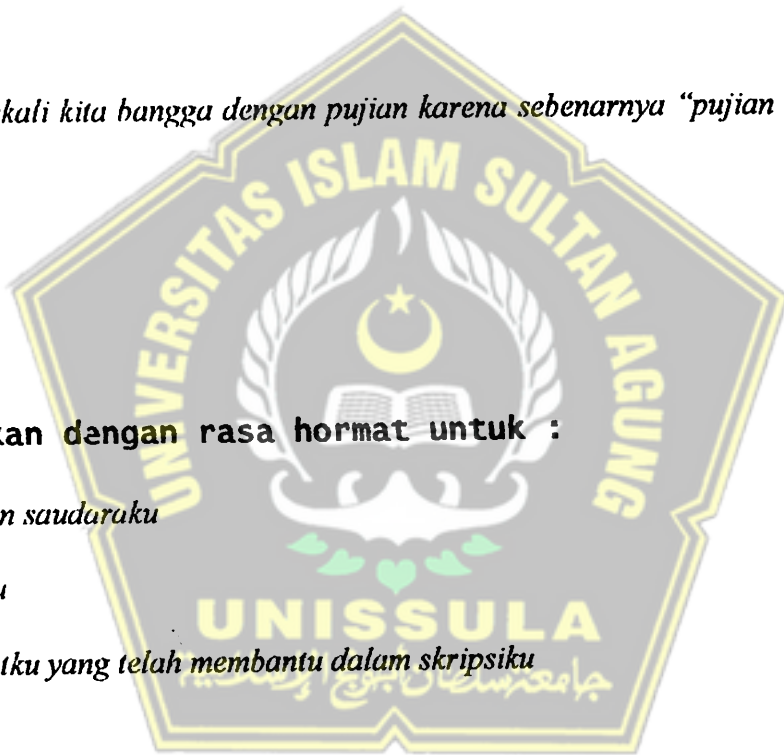 kali kita bangga dengan pujian karena sebenarnya “pujian
UNIVERSITAS ISLAM SULTAN AGUNG
kan dengan rasa hormat untuk :
n saudaraku
u
UNISSULA
tku yang telah membantu dalam skripsiku
جامعة سلطان أجونج الإسلامية